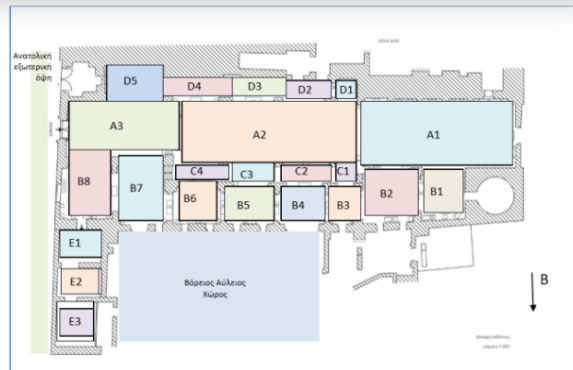 Ανατολική
εξωτερική
όψη
D5
D4
D3
D2
D1
A3
A2
A1
C4
C3
C2
C1
B8
B7
B6
B5
B4
B3
B2
B1
E1
E2
E3
Βόρειος Αύλειος
Χώρος
B